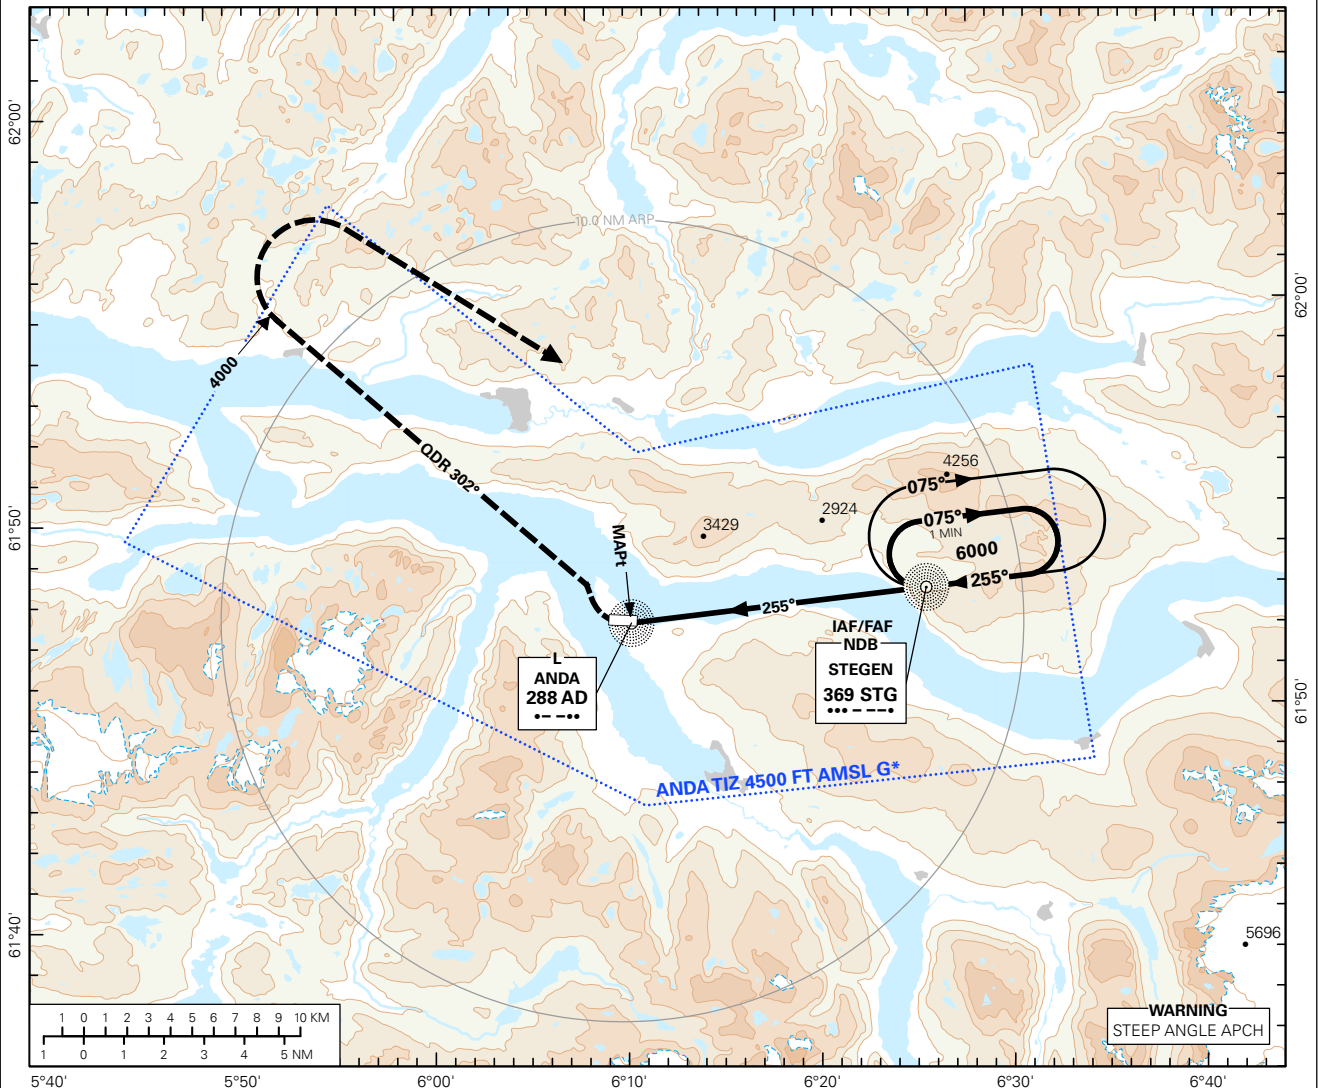 62°00'
10.0 NM ARP
62°00'
4000
QDR 302°
4256
075°
2924
3429
075°
1 MIN
6000
255°
61°50'
MAPt
255°
IAF/FAF
NDB
STEGEN
369 STG
L
ANDA
288 AD
61°50'
ANDA TIZ 4500 FT AMSL G*
61°40'
5696
1 0 1 2 3 4 5 6 7 8 9 10 KM
1 0 1 2 3 4 5 NM
WARNING
STEEP ANGLE APCH
5°40' 5°50' 6°00' 6°10' 6°20' 6°30' 6°40'